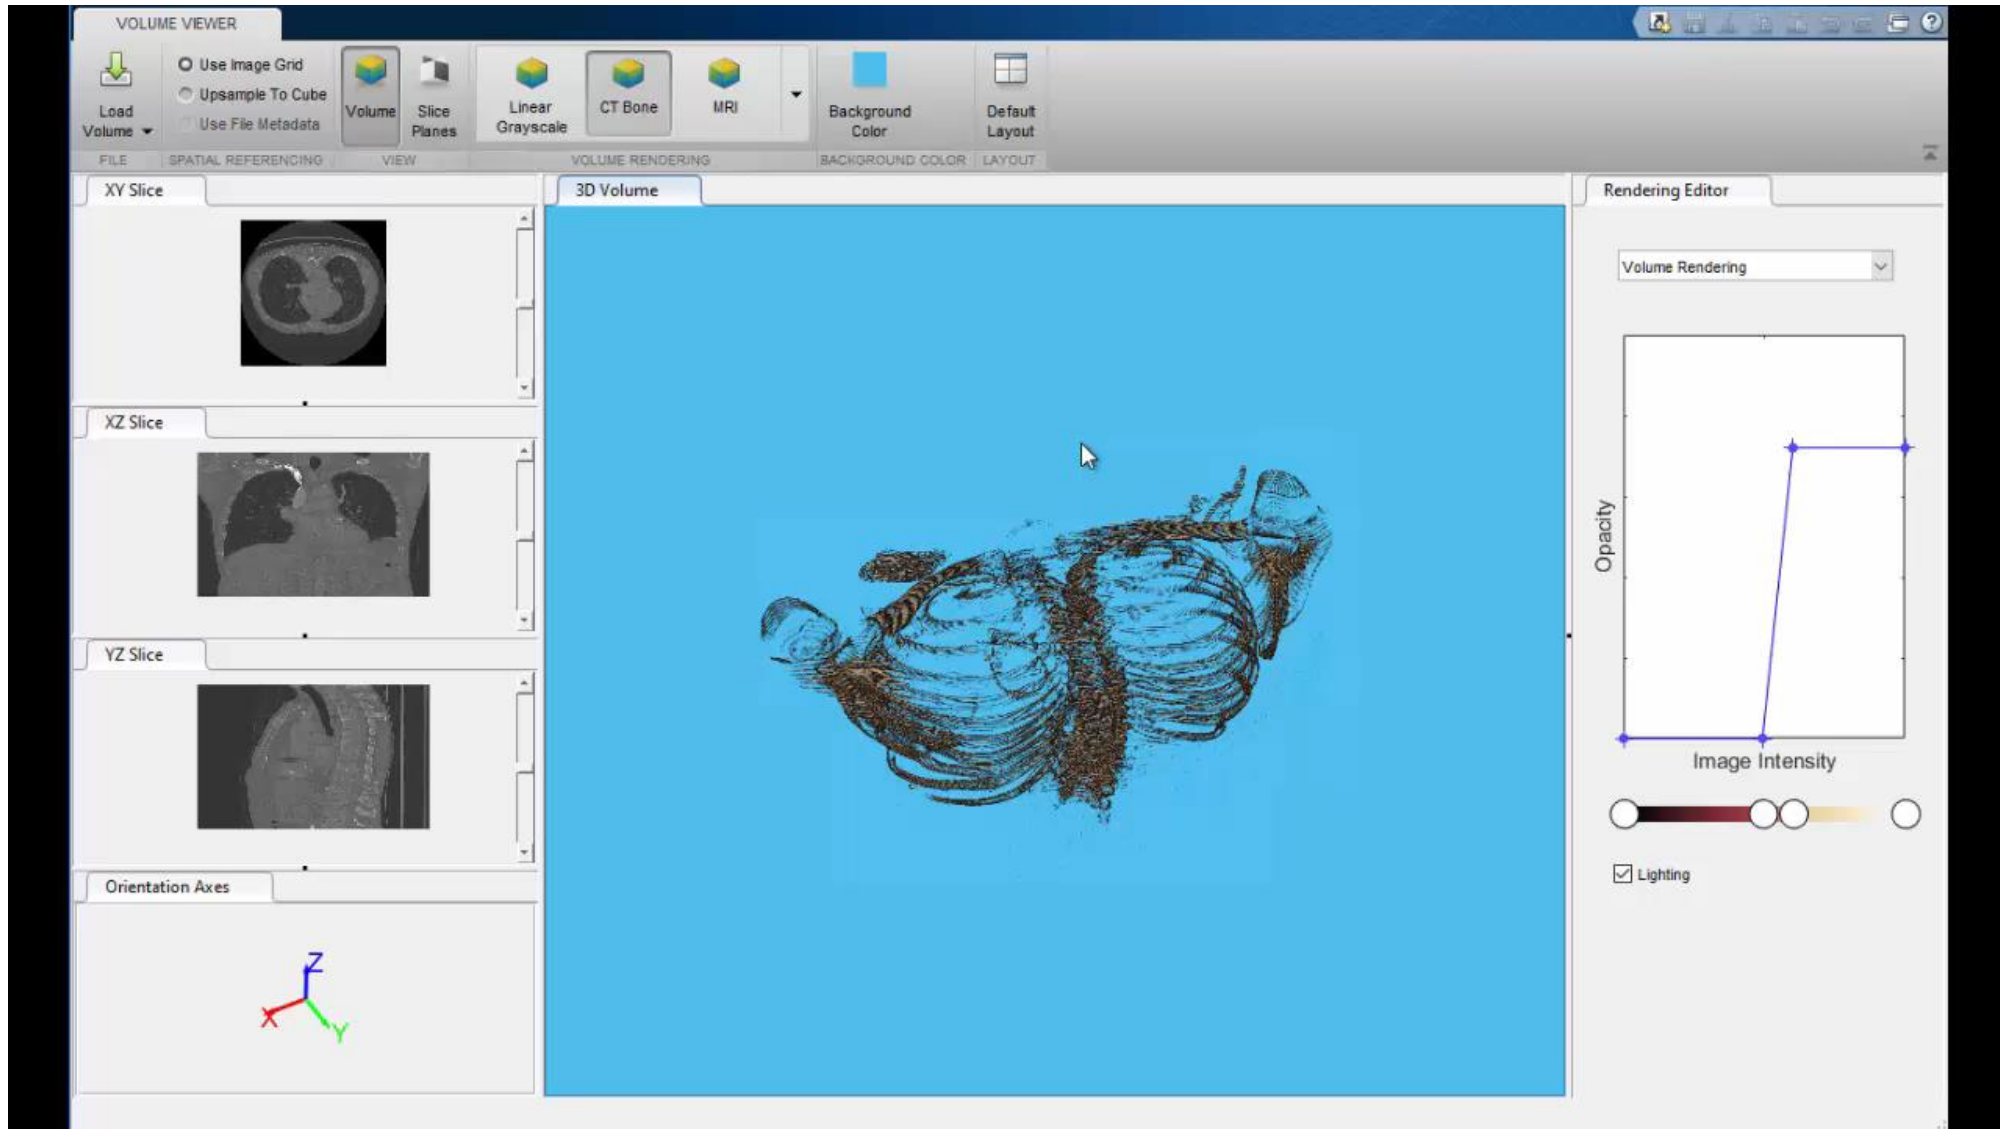 VOLUME VIEWER
Load
Volume
Use Image Grid
Upsample To Cube
Use File Metadata
Volume
Slice
Planes
Linear
Grayscale
CT Bone
MRI
Background
Color
Default
Layout
FILE
SPATIAL REFERENCING
VIEW
VOLUME RENDERING
BACKGROUND COLOR
LAYOUT
XY Slice
XZ Slice
YZ Slice
Orientation Axes
Z
X
Y
3D Volume
Rendering Editor
Volume Rendering
Opacity
Image Intensity
Lighting